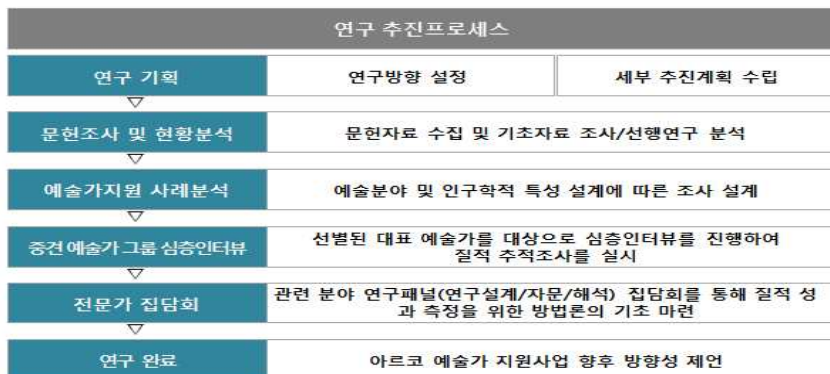 연구 추진프로세스
연구 기획
연구방향 설정
세부 추진계획 수립
문헌조사 및 현황분석
문헌자료 수집 및 기초자료 조사/선행연구 분석
예술가지원 사례분석
예술분야 및 인구학적 특성 설계에 따른 조사 설계
중견 예술가 그룹 심층인터뷰
선별된 대표 예술가를 대상으로 심층인터뷰를 진행하여
질적 추적조사를 실시
전문가 집담회
관련 분야 연구패널(연구설계/자문/해석) 집담회를 통해 질적 성
과 측정을 위한 방법론의 기초 마련
연구 완료
아르코 예술가 지원사업 향후 방향성 제언